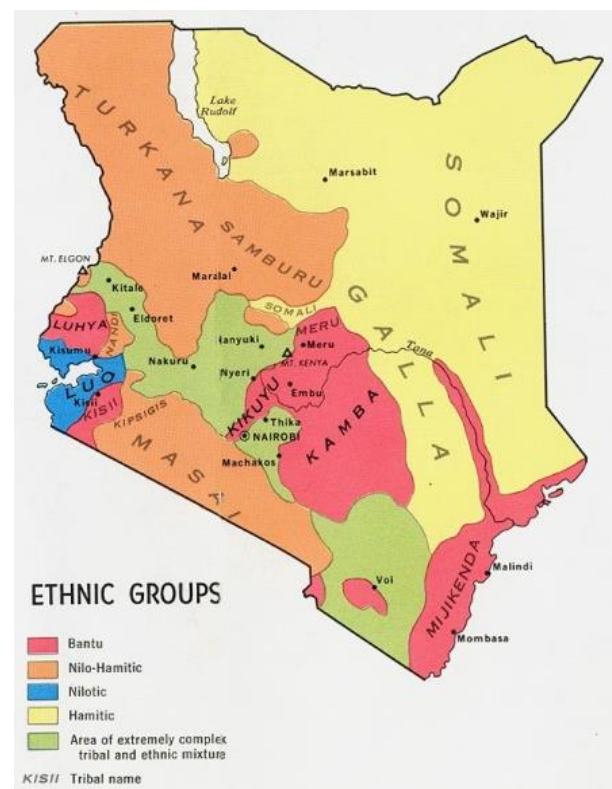 Lake
Rudolf
TURKANA
SOMALI
Marsabit
Wajir
SAMBURU
MT. ELGON
Maralal
Kitale
GALLA
Eldoret
SOMALI
LUHYA
NANDI
MERU
Kisumu
Nanyuki
Meru
Tana
MT. KENYA
Nakuru
LUO
Nyeri
Embu
Kisii
KISII
KIKUYU
KAMBA
KIPSIGIS
Thika
NAIROBI
MASAI
Machakos
Voi
Malindi
MIJIKENDA
Mombasa
ETHNIC GROUPS
Bantu
Nilo-Hamitic
Nilotic
Hamitic
Area of extremely complex
tribal and ethnic mixture
KISII Tribal name